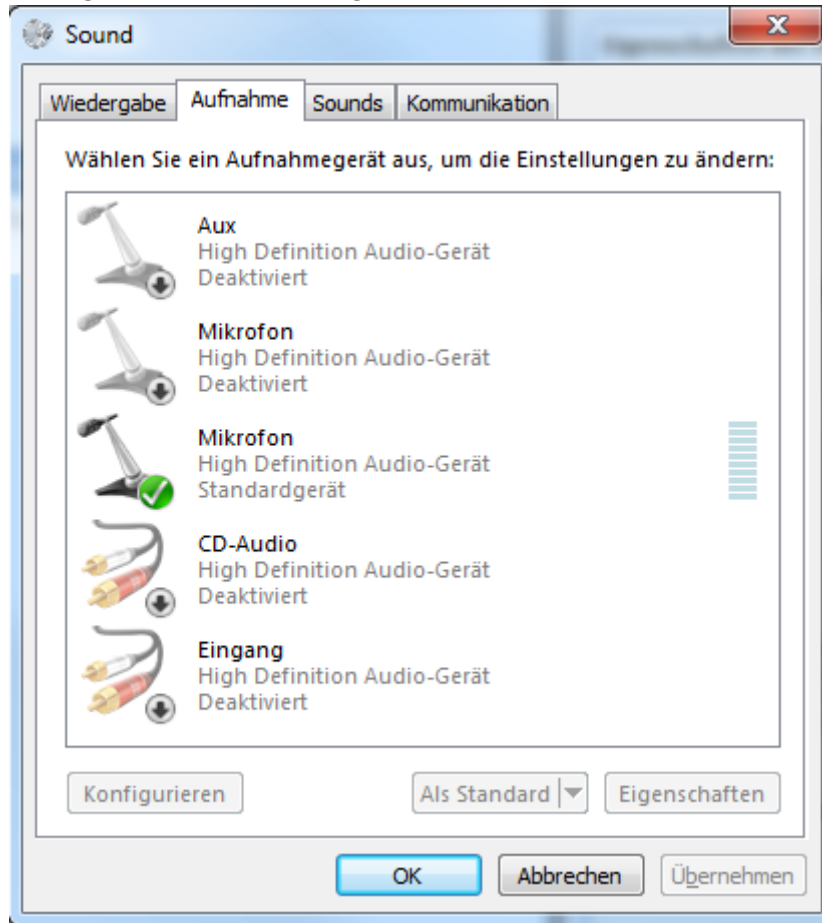 Sound
Wiedergabe Aufnahme Sounds Kommunikation
Wählen Sie ein Aufnahmegerät aus, um die Einstellungen zu ändern:
Aux
High Definition Audio-Gerät
Deaktiviert
Mikrofon
High Definition Audio-Gerät
Deaktiviert
Mikrofon
High Definition Audio-Gerät
Standardgerät
CD-Audio
High Definition Audio-Gerät
Deaktiviert
Eingang
High Definition Audio-Gerät
Deaktiviert
Konfigurieren Als Standard Eigenschaften
OK Abbrechen Übernehmen